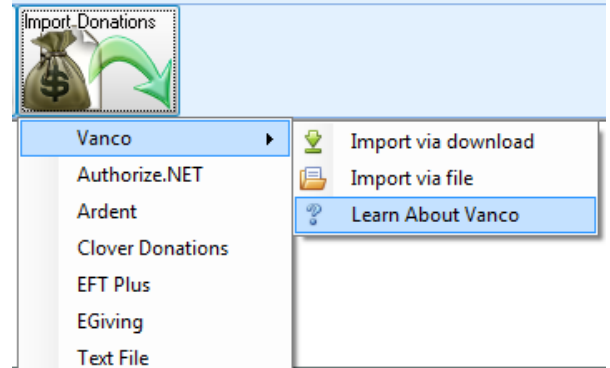 Import Donations
Vanco
Import via download
Authorize.NET
Import via file
Ardent
Learn About Vanco
Clover Donations
EFT Plus
EGiving
Text File